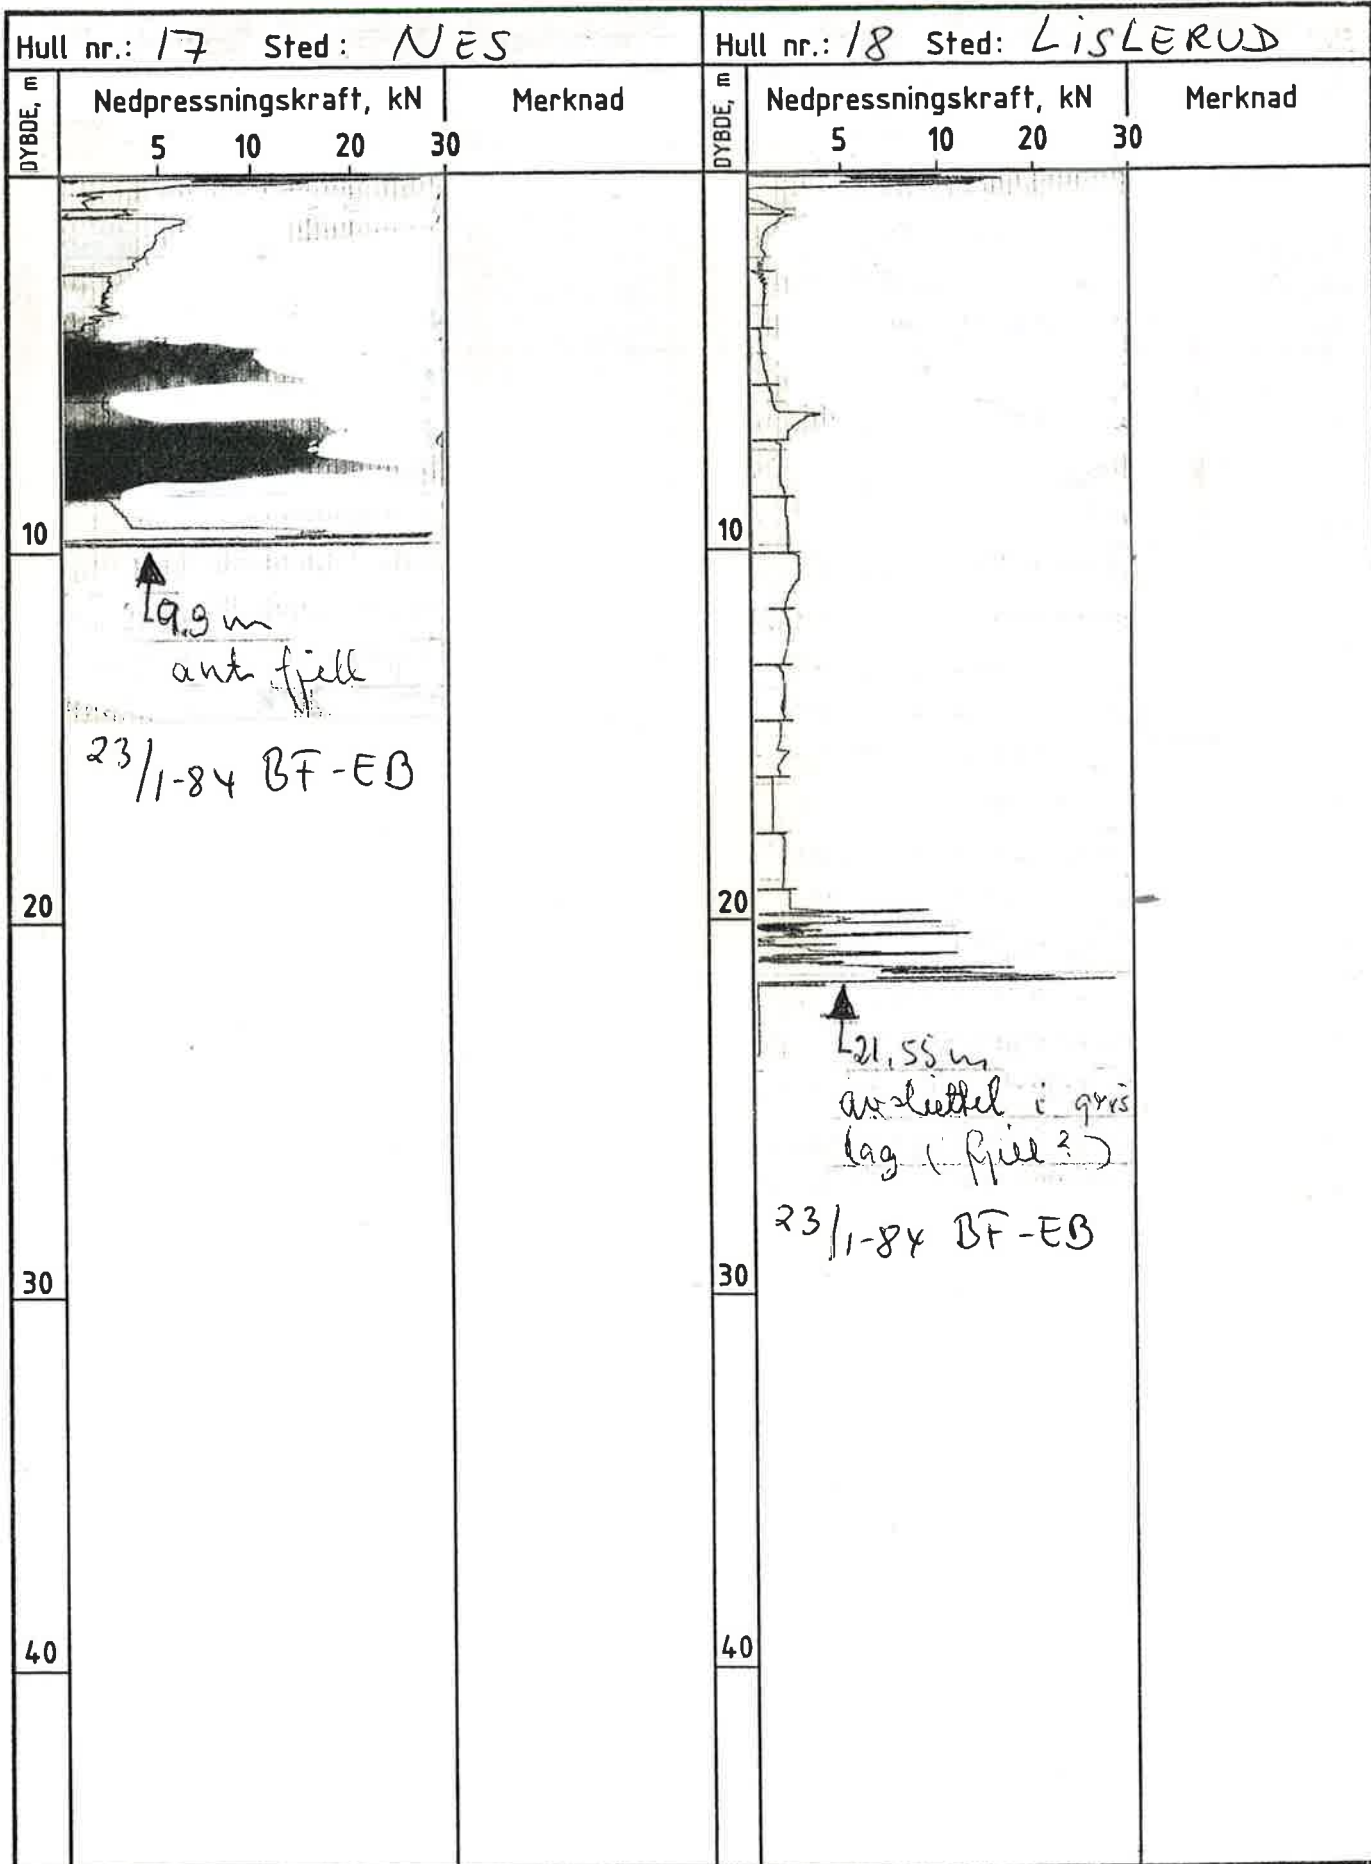 Hull nr.: 17 Sted: NES
DYBDE, m
Nedpressningskraft, kN
Merknad
5 10 20 30
10
9.9 m
ant. fjell
23/1-84 BF-EB
20
30
40
Hull nr.: 18 Sted: LiSLERUD
DYBDE, m
Nedpressningskraft, kN
Merknad
5 10 20 30
10
20
21,55 m
avsluttet i grus
lag (fjell?)
23/1-84 BF-EB
30
40